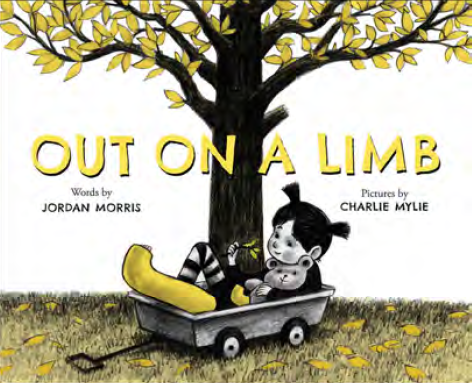 OUT ON A LIMB
Words by
JORDAN MORRIS
Pictures by
CHARLIE MYLIE